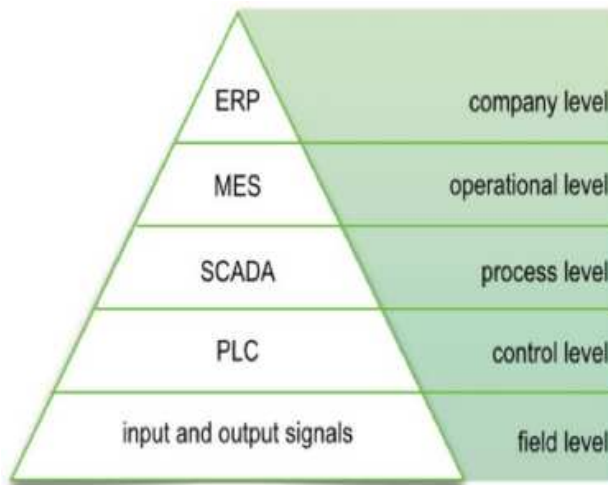 ERP company level
MES operational level
SCADA process level
PLC control level
input and output signals field level